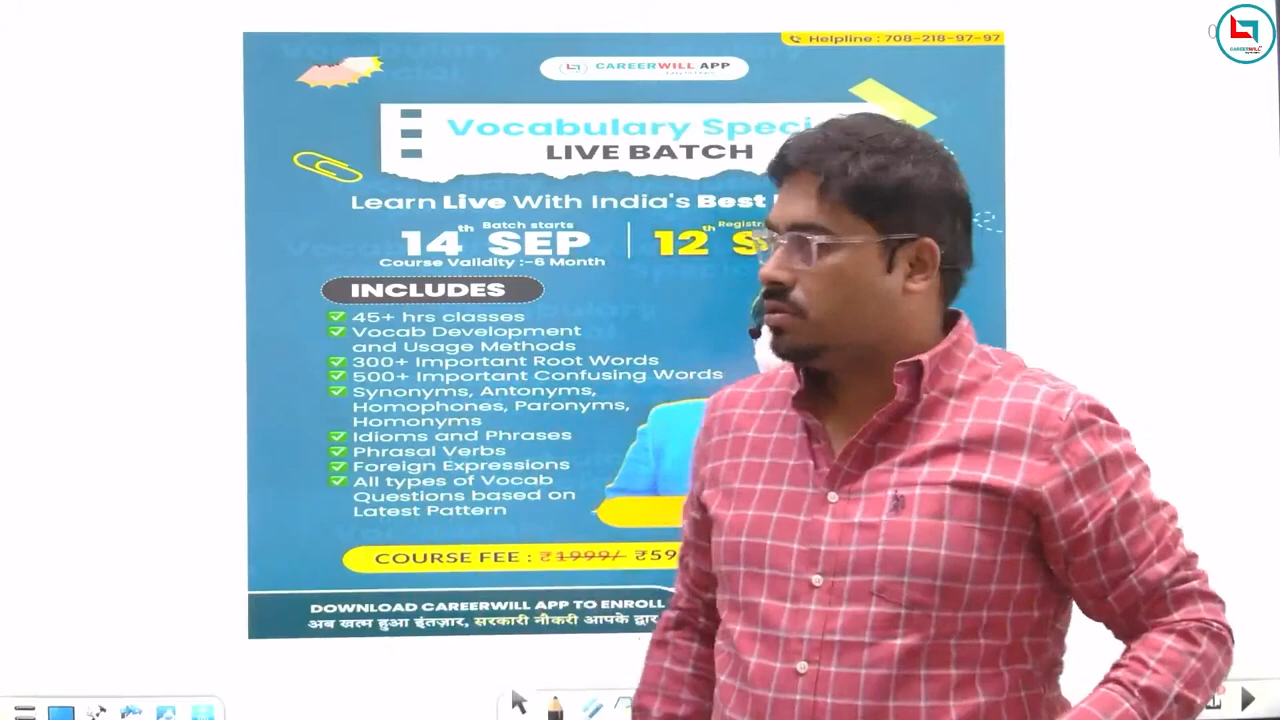 Helpline : 708-218-97-97
CAREERWILL APP
CAREERWILL
Vocabulary
LIVE BATCH
Learn Live With India's Best
Batch starts
14th SEP
12th
Course Validity :-6 Month
INCLUDES
45+ hrs classes
Vocab Development
and Usage Methods
300+ Important Root Words
500+ Important Confusing Words
Synonyms, Antonyms,
Homophones, Paronyms,
Homonyms
Idioms and Phrases
Phrasal Verbs
Foreign Expressions
All types of Vocab
Questions based on
Latest Pattern
COURSE FEE : ₹1999/- ₹59
DOWNLOAD CAREERWILL APP TO ENROLL
अब खत्म हुआ इंतज़ार, सरकारी नौकरी आपके द्वार